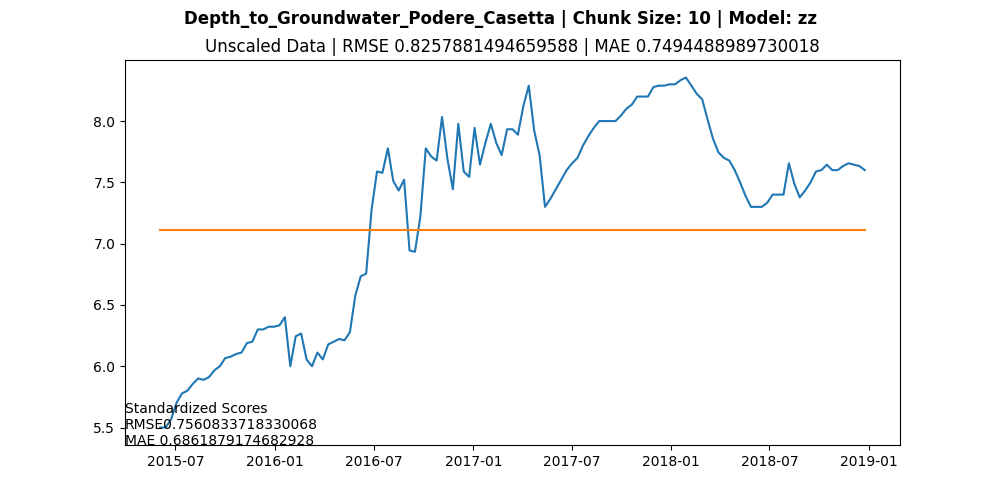 Depth_to_Groundwater_Podere_Casetta | Chunk Size: 10 | Model: zz
Unscaled Data | RMSE 0.8257881494659588 | MAE 0.7494488989730018
8.0
7.5
7.0
6.5
6.0
5.5
Standardized Scores
RMSE0.7560833718330068
MAE 0.6861879174682928
2015-07 2016-01 2016-07 2017-01 2017-07 2018-01 2018-07 2019-01